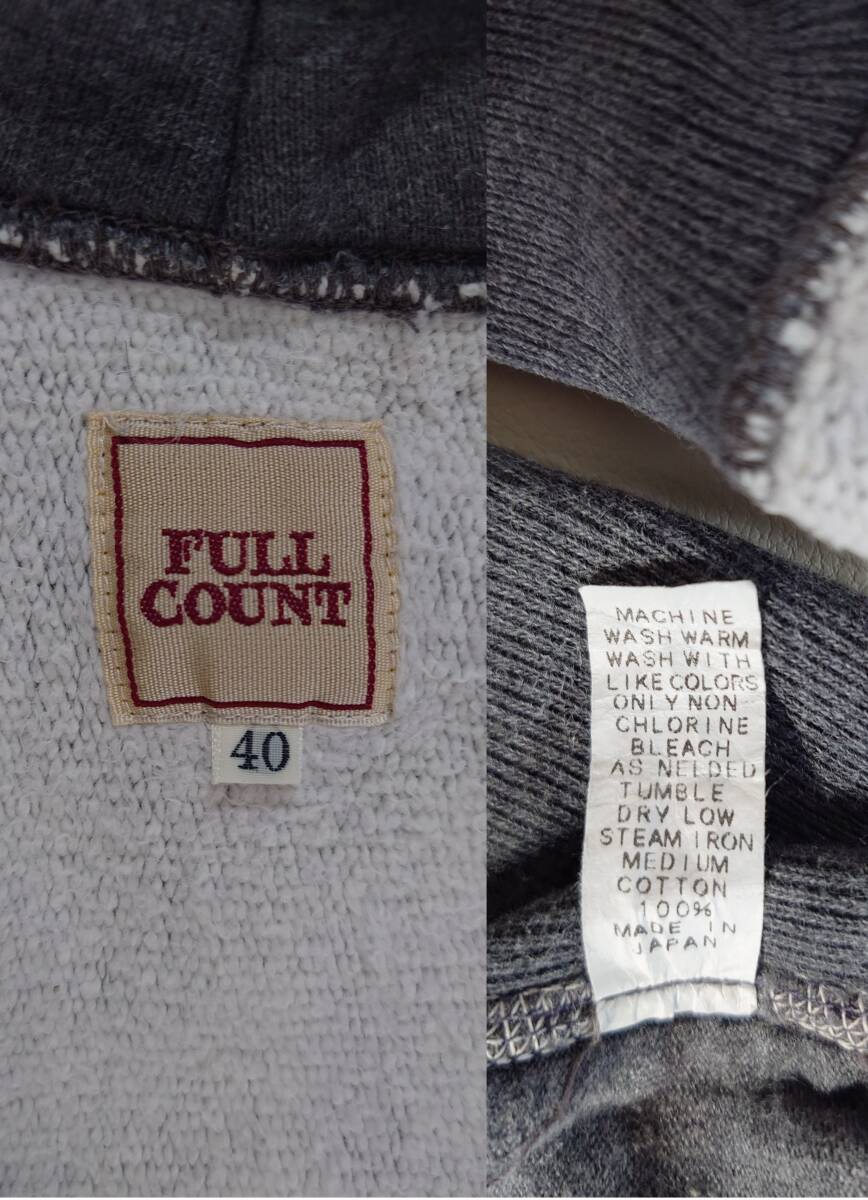 FULL
COUNT
40
MACHINE
WASH WARM
WASH WITH
LIKE COLORS
ONLY NON
CHLORINE
BLEACH
AS NEEDED
TUMBLE
DRY LOW
STEAM IRON
MEDIUM
COTTON
100%
MADE IN
JAPAN